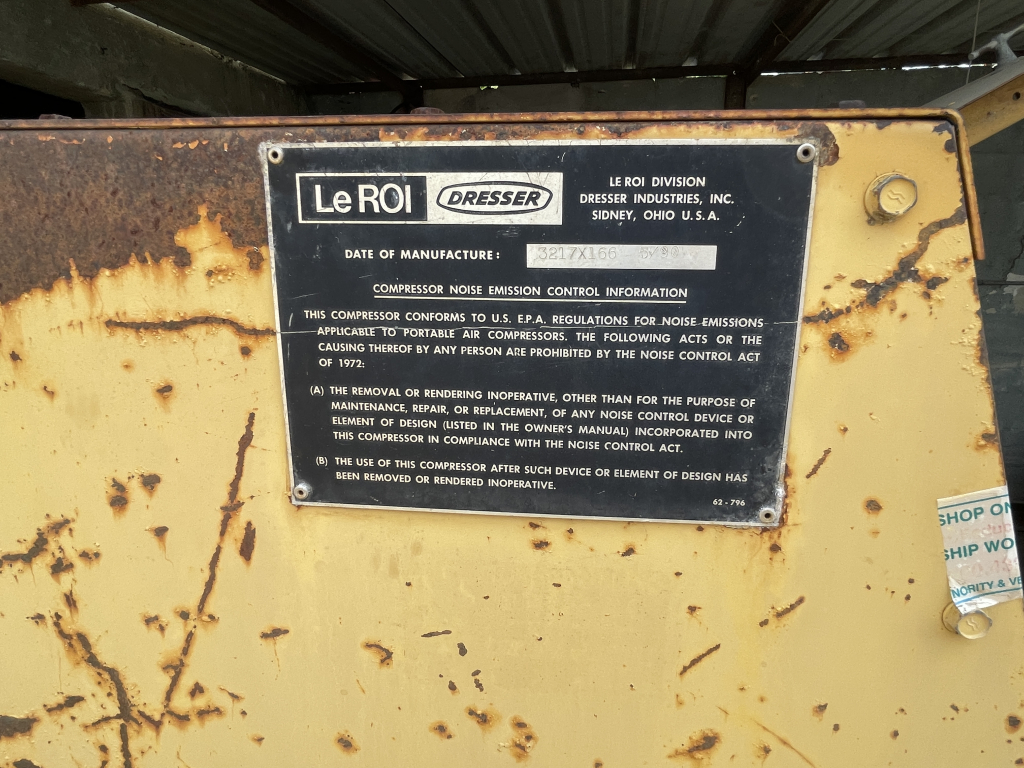 Le ROI DRESSER
LE ROI DIVISION
DRESSER INDUSTRIES, INC.
SIDNEY, OHIO U.S.A.
DATE OF MANUFACTURE: 3217X166
COMPRESSOR NOISE EMISSION CONTROL INFORMATION
THIS COMPRESSOR CONFORMS TO U.S. E.P.A. REGULATIONS FOR NOISE EMISSIONS
APPLICABLE TO PORTABLE AIR COMPRESSORS. THE FOLLOWING ACTS OR THE
CAUSING THEREOF BY ANY PERSON ARE PROHIBITED BY THE NOISE CONTROL ACT
OF 1972:
(A) THE REMOVAL OR RENDERING INOPERATIVE, OTHER THAN FOR THE PURPOSE OF
MAINTENANCE, REPAIR, OR REPLACEMENT, OF ANY NOISE CONTROL DEVICE OR
ELEMENT OF DESIGN (LISTED IN THE OWNER'S MANUAL) INCORPORATED INTO
THIS COMPRESSOR IN COMPLIANCE WITH THE NOISE CONTROL ACT.
(B) THE USE OF THIS COMPRESSOR AFTER SUCH DEVICE OR ELEMENT OF DESIGN HAS
BEEN REMOVED OR RENDERED INOPERATIVE.
62-796
SHOP ON
SHIP WO
NORITY & VE